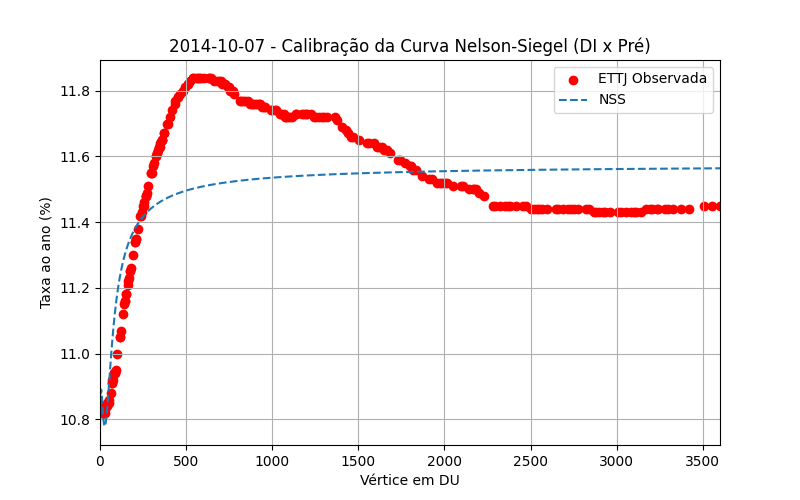 2014-10-07 - Calibração da Curva Nelson-Siegel (DI x Pré)
ETTJ Observada
NSS
Taxa ao ano (%)
11.8
11.6
11.4
11.2
11.0
10.8
0 500 1000 1500 2000 2500 3000 3500
Vértice em DU